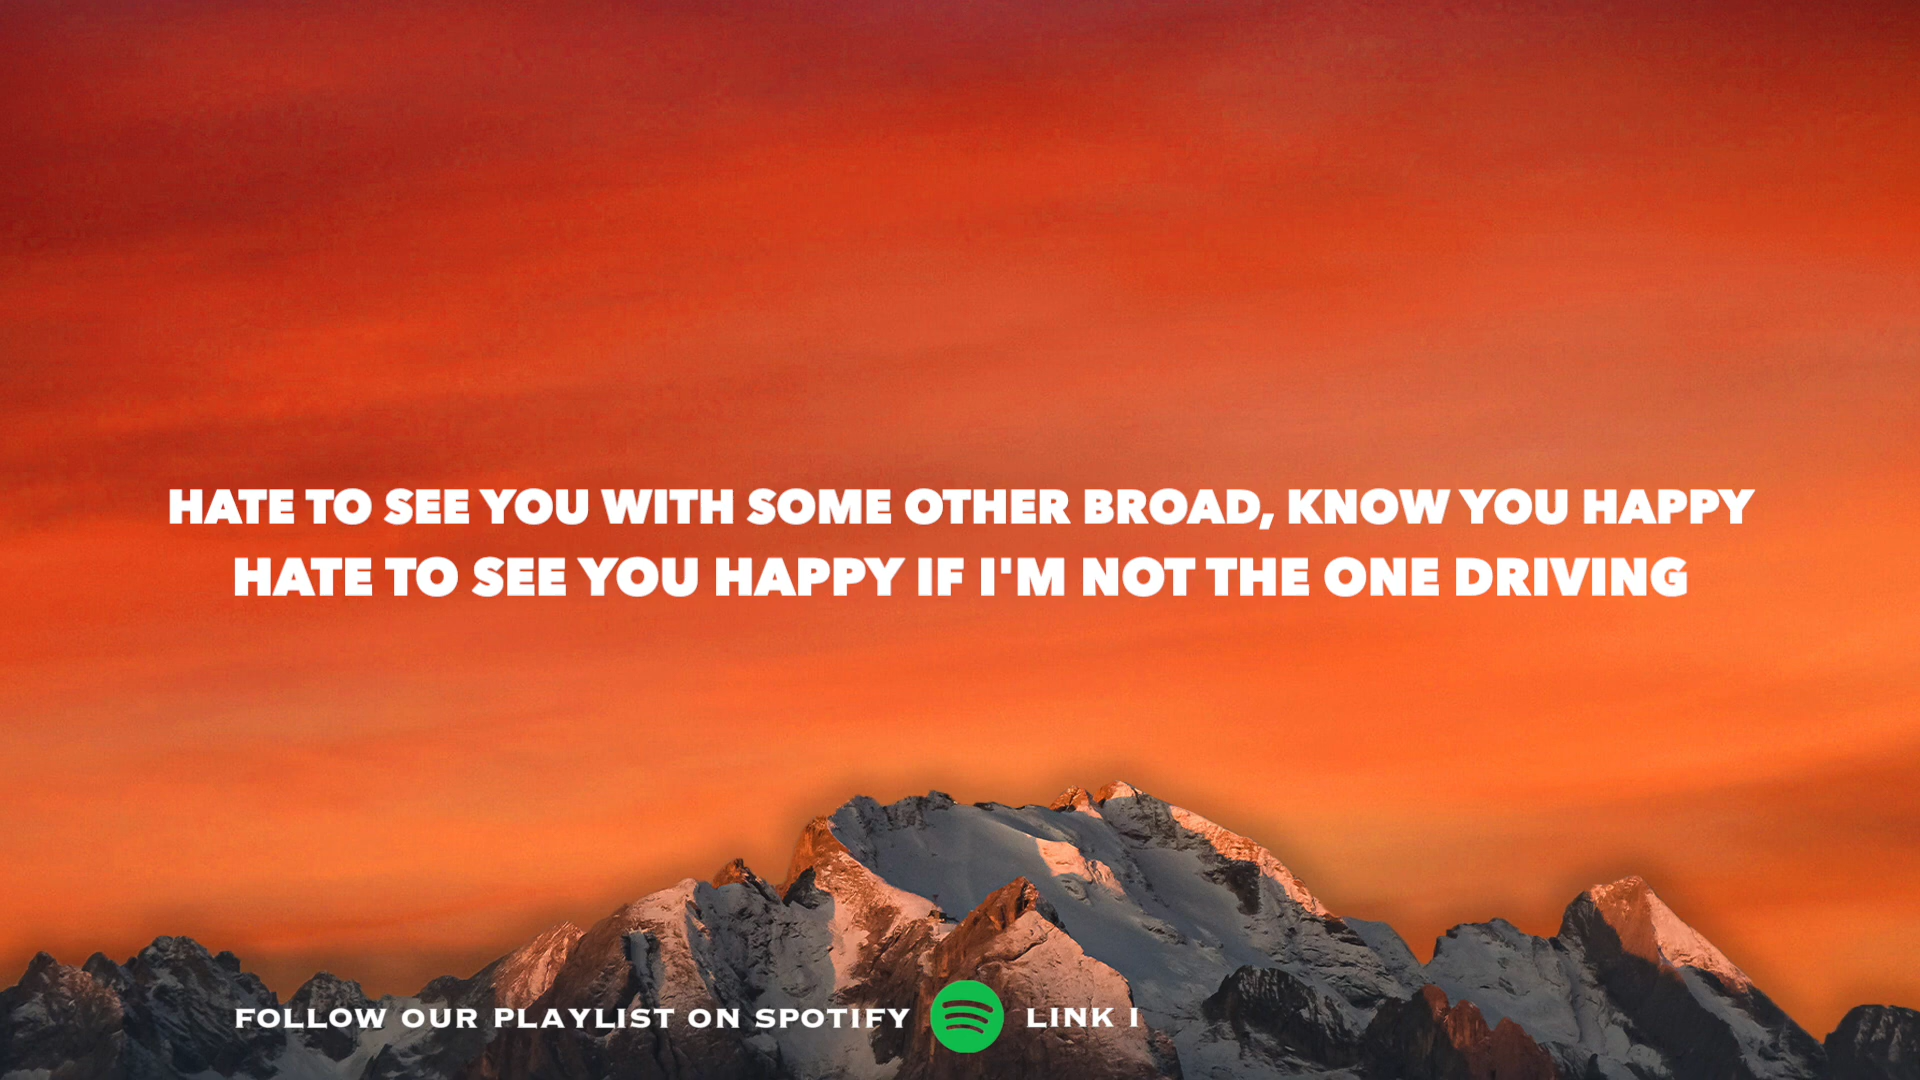 HATE TO SEE YOU WITH SOME OTHER BROAD, KNOW YOU HAPPY
HATE TO SEE YOU HAPPY IF I'M NOT THE ONE DRIVING
FOLLOW OUR PLAYLIST ON SPOTIFY LINK I